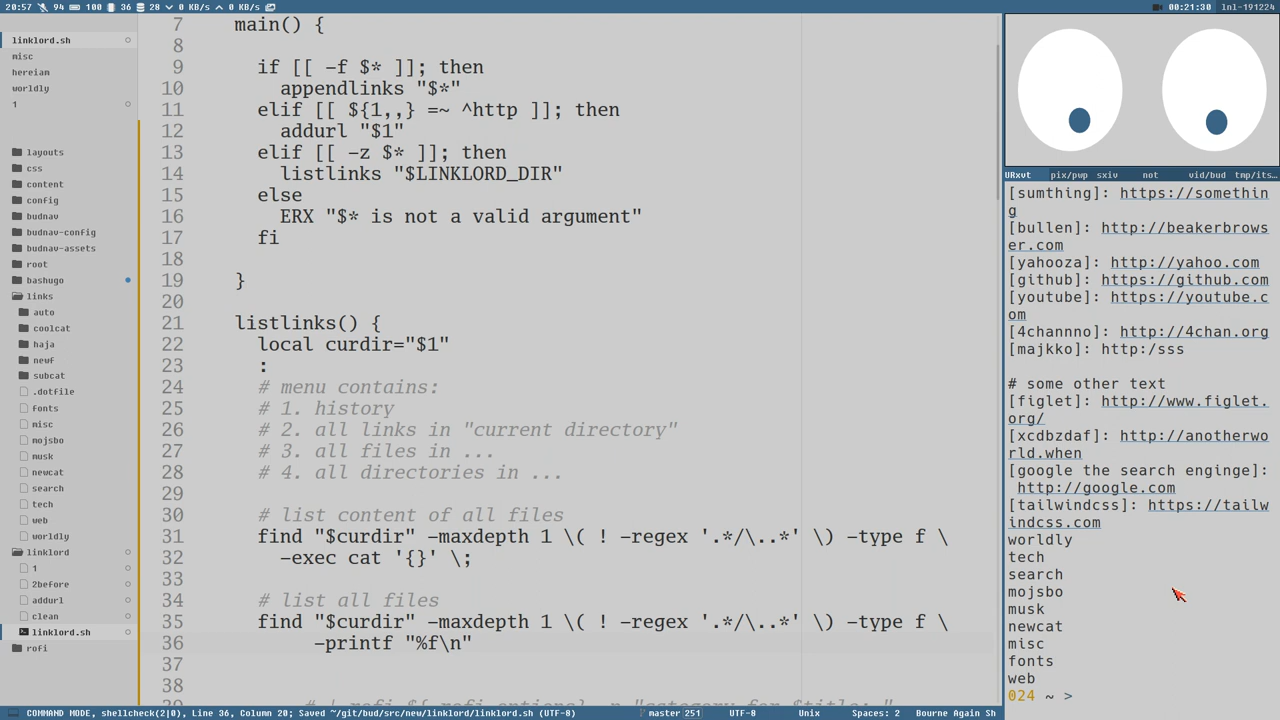 20:57 94 100 36 28 0 KB/s 0 KB/s
00:21:30 lnl-191224
linklord.sh
misc
hereiam
worldly
1
layouts
css
content
config
budnav
budnav-config
budnav-assets
root
bashugo
links
auto
coolcat
haja
newf
subcat
.dotfile
fonts
misc
mojsbo
musk
newcat
search
tech
web
worldly
linklord
1
2before
addurl
clean
linklord.sh
rofi
7 main() {
8
9 if [[ -f $* ]]; then
10 appendlinks "$*"
11 elif [[ ${1,,} =~ ^http ]]; then
12 addurl "$1"
13 elif [[ -z $* ]]; then
14 listlinks "$LINKLORD_DIR"
15 else
16 ERX "$* is not a valid argument"
17 fi
18
19 }
20
21 listlinks() {
22 local curdir="$1"
23 :
24 # menu contains:
25 # 1. history
26 # 2. all links in "current directory"
27 # 3. all files in ...
28 # 4. all directories in ...
29
30 # list content of all files
31 find "$curdir" -maxdepth 1 \( ! -regex '.*/\..*' \) -type f \
32 -exec cat '{}' \;
33
34 # list all files
35 find "$curdir" -maxdepth 1 \( ! -regex '.*/\..*' \) -type f \
36 -printf "%f\n"
37
38
URxvt pix/pwp sxiv not vid/bud tmp/its...
[sumthing]: https://somethin
g
[bullen]: http://beakerbrows
er.com
[yahooza]: http://yahoo.com
[github]: https://github.com
[youtube]: https://youtube.c
om
[4channno]: http://4chan.org
[majkko]: http:/sss
# some other text
[figlet]: http://www.figlet.
org/
[xcdbzdaf]: http://anotherwo
rld.when
[google the search enginge]:
http://google.com
[tailwindcss]: https://tailw
indcss.com
worldly
tech
search
mojsbo
musk
newcat
misc
fonts
web
024 ~ >
COMMAND MODE, shellcheck(2|0), Line 36, Column 20; Saved ~/git/bud/src/new/linklord/linklord.sh (UTF-8) master 251 UTF-8 Unix Spaces: 2 Bourne Again Sh